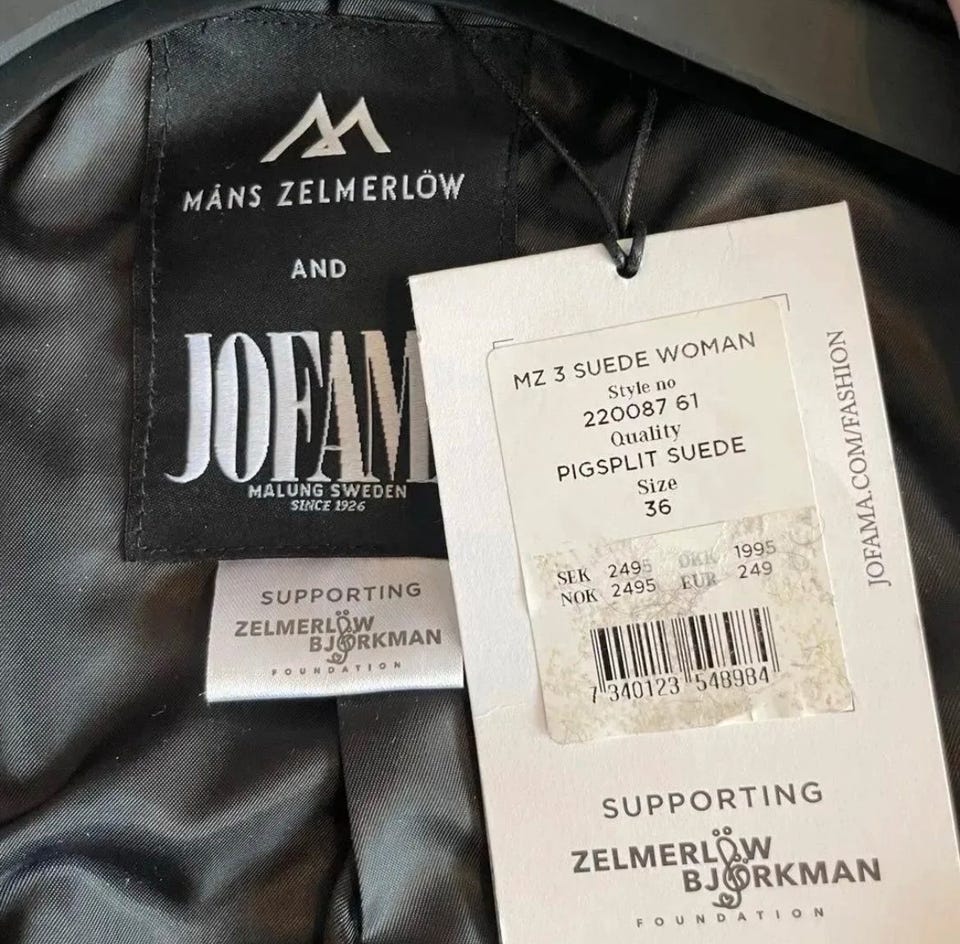 MÅNS ZELMERLÖW
AND
JOFAM
MALUNG SWEDEN
SINCE 1926
SUPPORTING
ZELMERLÖW
BJÖRKMAN
FOUNDATION
MZ 3 SUEDE WOMAN
Style no
220087 61
Quality
PIGSPLIT SUEDE
Size
36
SEK 2495 DKK 1995
NOK 2495 EUR 249
7 340123 548984
JOFAMA.COM/FASHION
SUPPORTING
ZELMERLÖW
BJÖRKMAN
FOUNDATION